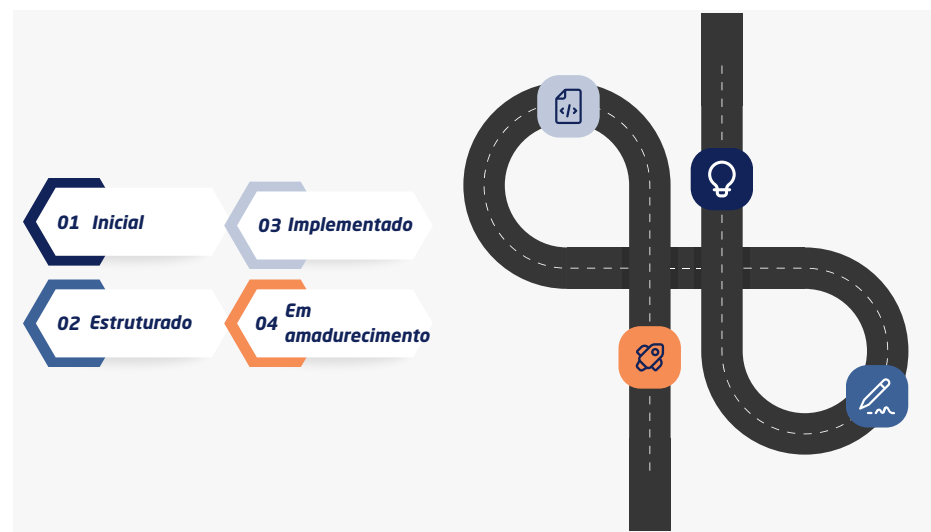 01 Inicial
02 Estruturado
03 Implementado
04 Em
amadurecimento